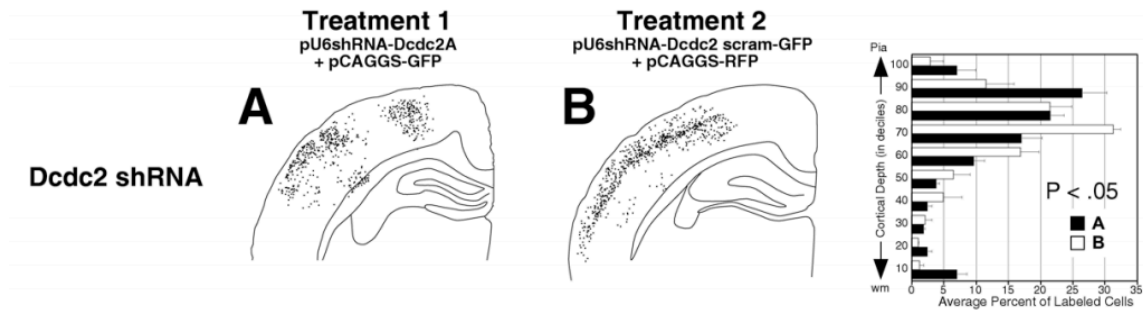 Treatment 1
pU6shRNA-Dcdc2A
+ pCAGGS-GFP
Treatment 2
pU6shRNA-Dcdc2 scram-GFP
+ pCAGGS-RFP
A
B
Dcdc2 shRNA
Pia
100
90
80
70
60
50
40
30
20
10
wm
Cortical Depth (in deciles)
P < .05
A
B
0 5 10 15 20 25 30 35
Average Percent of Labeled Cells